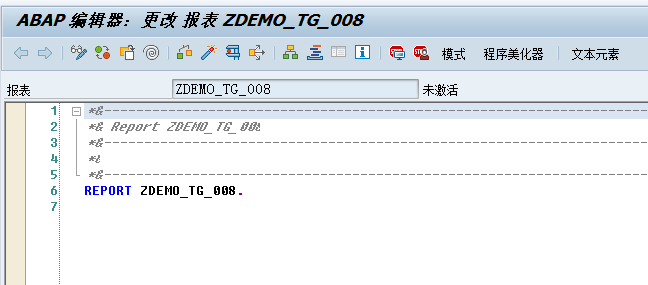 ABAP 编辑器：更改 报表 ZDEMO_TG_008
模式 程序美化器 文本元素
报表 ZDEMO_TG_008 未激活
1 *&---------------------------------------------------------------------
2 *& Report ZDEMO_TG_008
3 *&---------------------------------------------------------------------
4 *&
5 *&---------------------------------------------------------------------
6 REPORT ZDEMO_TG_008.
7